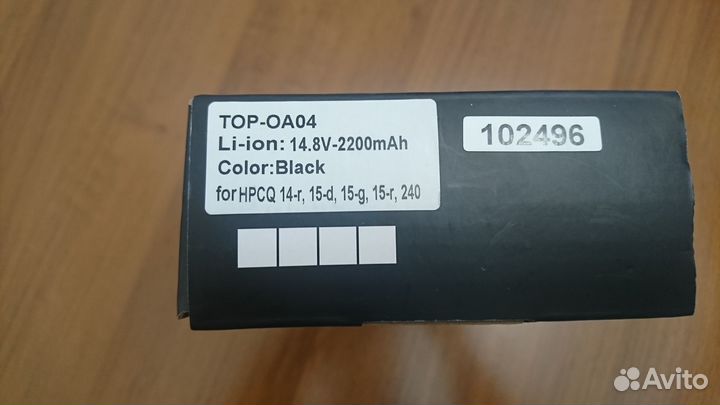 TOP-OA04
Li-ion: 14.8V-2200mAh
Color:Black
for HPCQ 14-r, 15-d, 15-g, 15-r, 240
102496
Avito